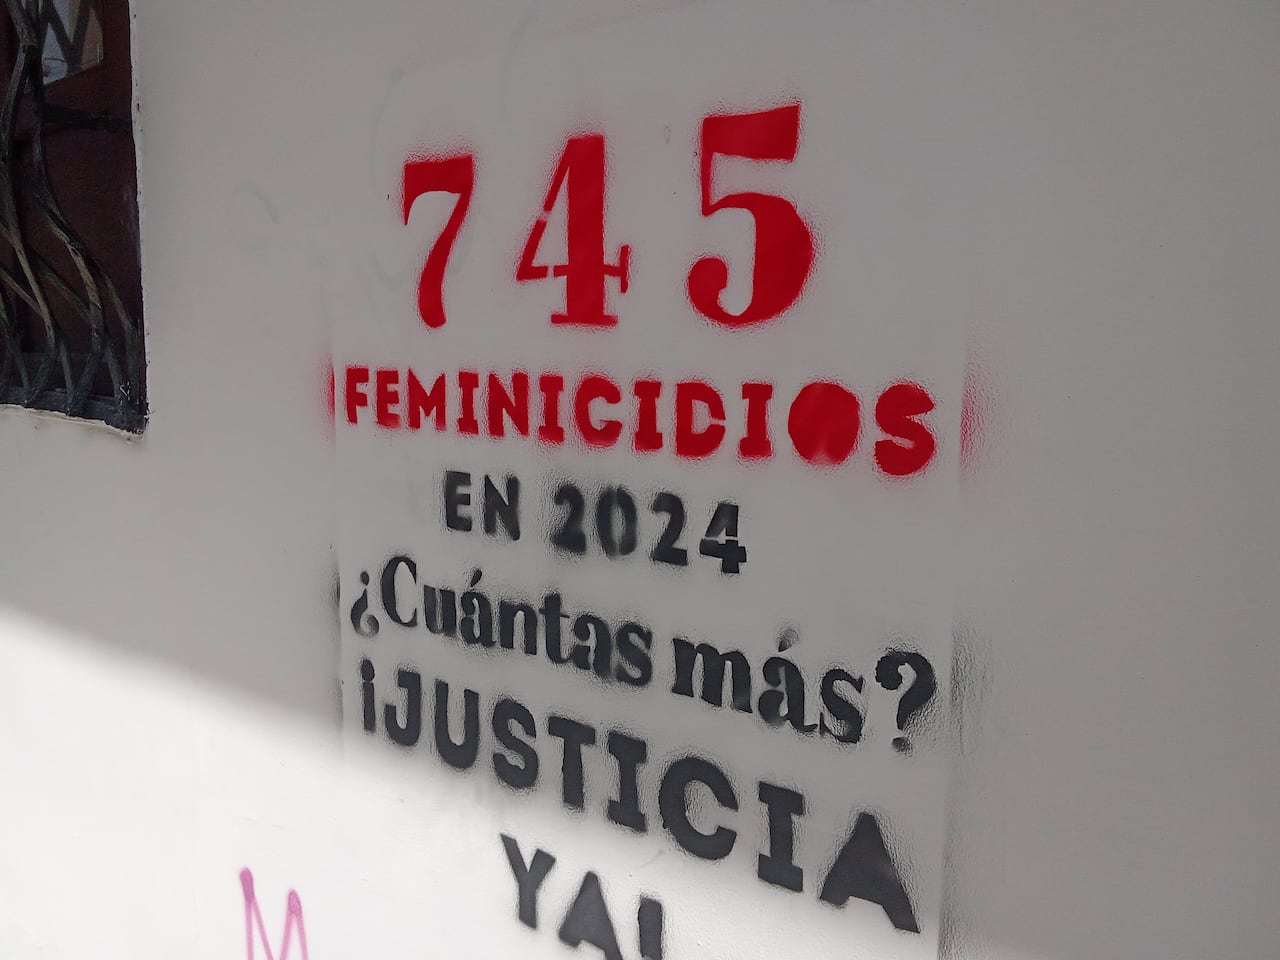 745
FEMINICIDIOS
EN 2024
¿Cuántas más?
¡JUSTICIA
YA!
M